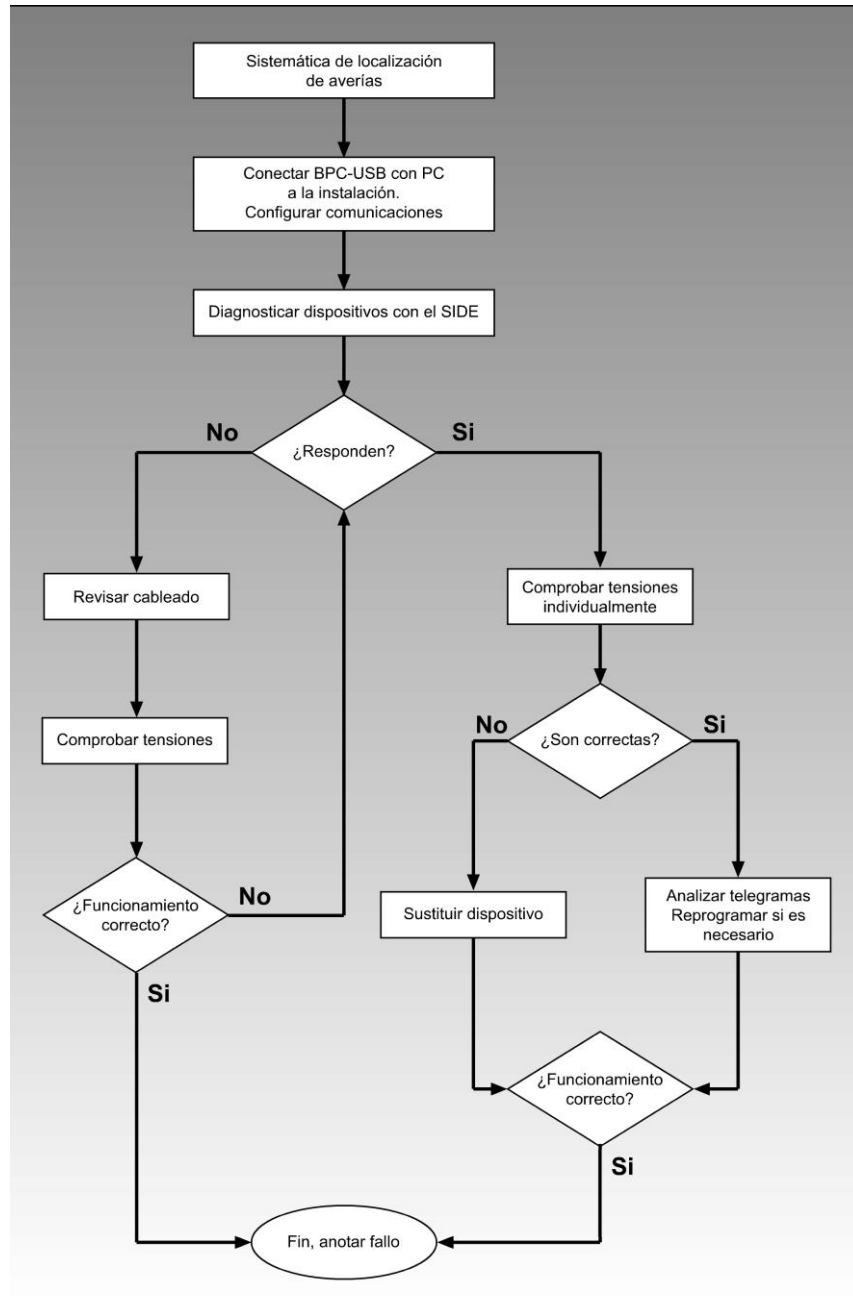 Sistemática de localización
de averías
Conectar BPC-USB con PC
a la instalación.
Configurar comunicaciones
Diagnosticar dispositivos con el SIDE
No
Si
¿Responden?
Revisar cableado
Comprobar tensiones
individualmente
Comprobar tensiones
No
Si
¿Son correctas?
¿Funcionamiento
correcto?
No
Si
Sustituir dispositivo
Analizar telegramas
Reprogramar si es
necesario
¿Funcionamiento
correcto?
Si
Fin, anotar fallo